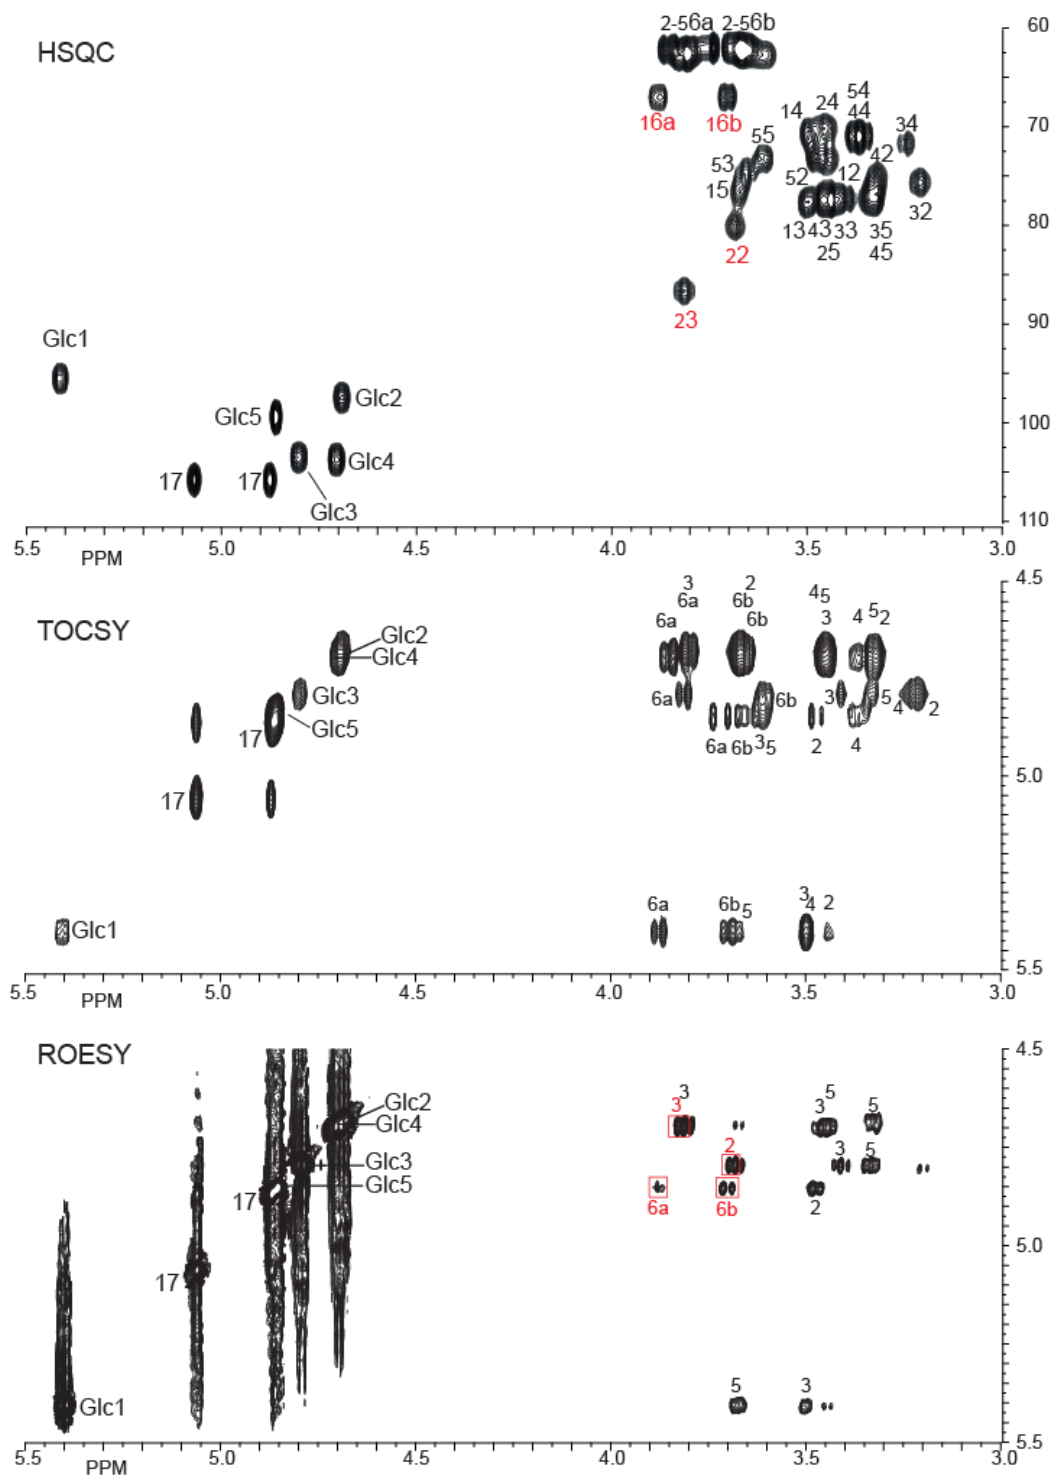 HSQC
2-56a 2-56b
60
16a 16b
14 24 54
44 34
70
53 55
15
52 12 42
32
13 43 33 35
25 45
80
22
23
90
Glc1
Glc5 Glc2
100
17 17 Glc4
Glc3
110
5.5 5.0 4.5 4.0 3.5 3.0
PPM
TOCSY
4.5
3 2 45
6a 6b 3 4 5 2
6a 6b
Glc2
Glc4
Glc3
6a 6b 3 5 4 2
Glc5
17
6a 6b 3 5 2 4
17
5.0
6a 6b 5 3 4 2
Glc1
5.5
5.5 5.0 4.5 4.0 3.5 3.0
PPM
ROESY
4.5
3 3 5 3 5
Glc2
Glc4
2 3 5
Glc3
Glc5
17
6a 6b 2
5.0
17
5 3
Glc1
5.5
5.5 5.0 4.5 4.0 3.5 3.0
PPM